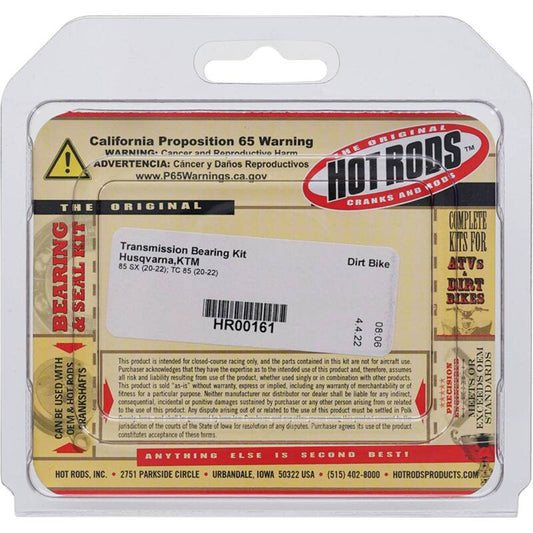 California Proposition 65 Warning
WARNING: Cancer and Reproductive Harm
ADVERTENCIA: Cáncer y Daños Reproductivos
www.P65Warnings.ca.gov
THE ORIGINAL
HOT RODS™
CRANKS AND RODS
THE ORIGINAL
BEARING
& SEAL KIT
CAN BE USED WITH
OEM & HOT RODS
CRANKSHAFTS
Transmission Bearing Kit
Husqvarna,KTM
85 SX (20-22); TC 85 (20-22)
Dirt Bike
HR00161
08:06
4.4.22
COMPLETE
KITS FOR
ATVs
&
DIRT
BIKES
PRECISION
MEETS OR
EXCEEDS OEM
STANDARDS
This product is intended for closed-course racing only, and the parts contained in this kit are not for aircraft use.
Purchaser acknowledges that they have the expertise as to the intended use of this product and, therefore, assumes
all risk and liability resulting from use of the product, whether used singly or in combination with other products.
This product is sold "as-is" without warranty, express or implied, including any warranty of merchantability or of
fitness for a particular purpose. Neither manufacturer nor distributor nor dealer shall be liable for any indirect,
consequential, incidental or punitive damages sustained by purchaser or any other person arising from or related
to the use of this product. Any dispute arising out of or related to the use of this product must be settled in Polk
jurisdiction of the courts of the State of Iowa for resolution of any disputes. Purchaser agrees its use of the product
constitutes acceptance of these terms.
ANYTHING ELSE IS SECOND BEST!
HOT RODS, INC. • 2751 PARKSIDE CIRCLE • URBANDALE, IOWA 50322 USA • (515) 402-8000 • HOTRODSPRODUCTS.COM